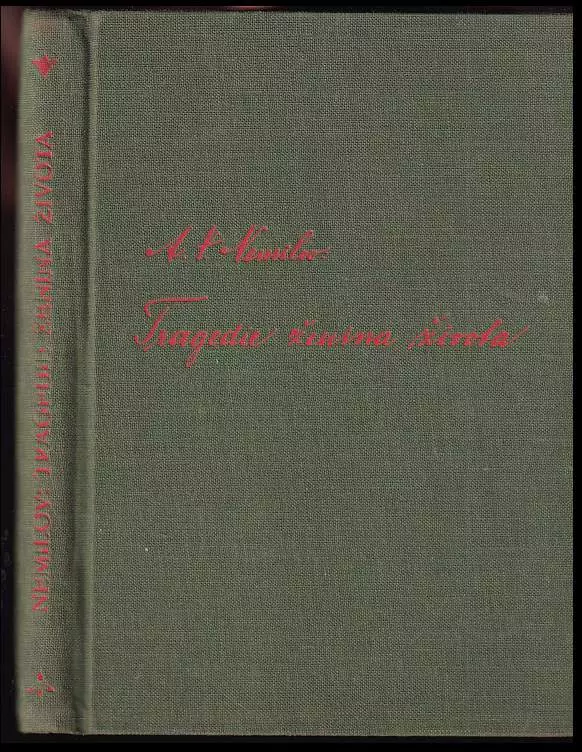 A. V. Nemilov:
Tragedie ženina života
NEMILOV: TRAGEDIE ŽENINA ŽIVOTA